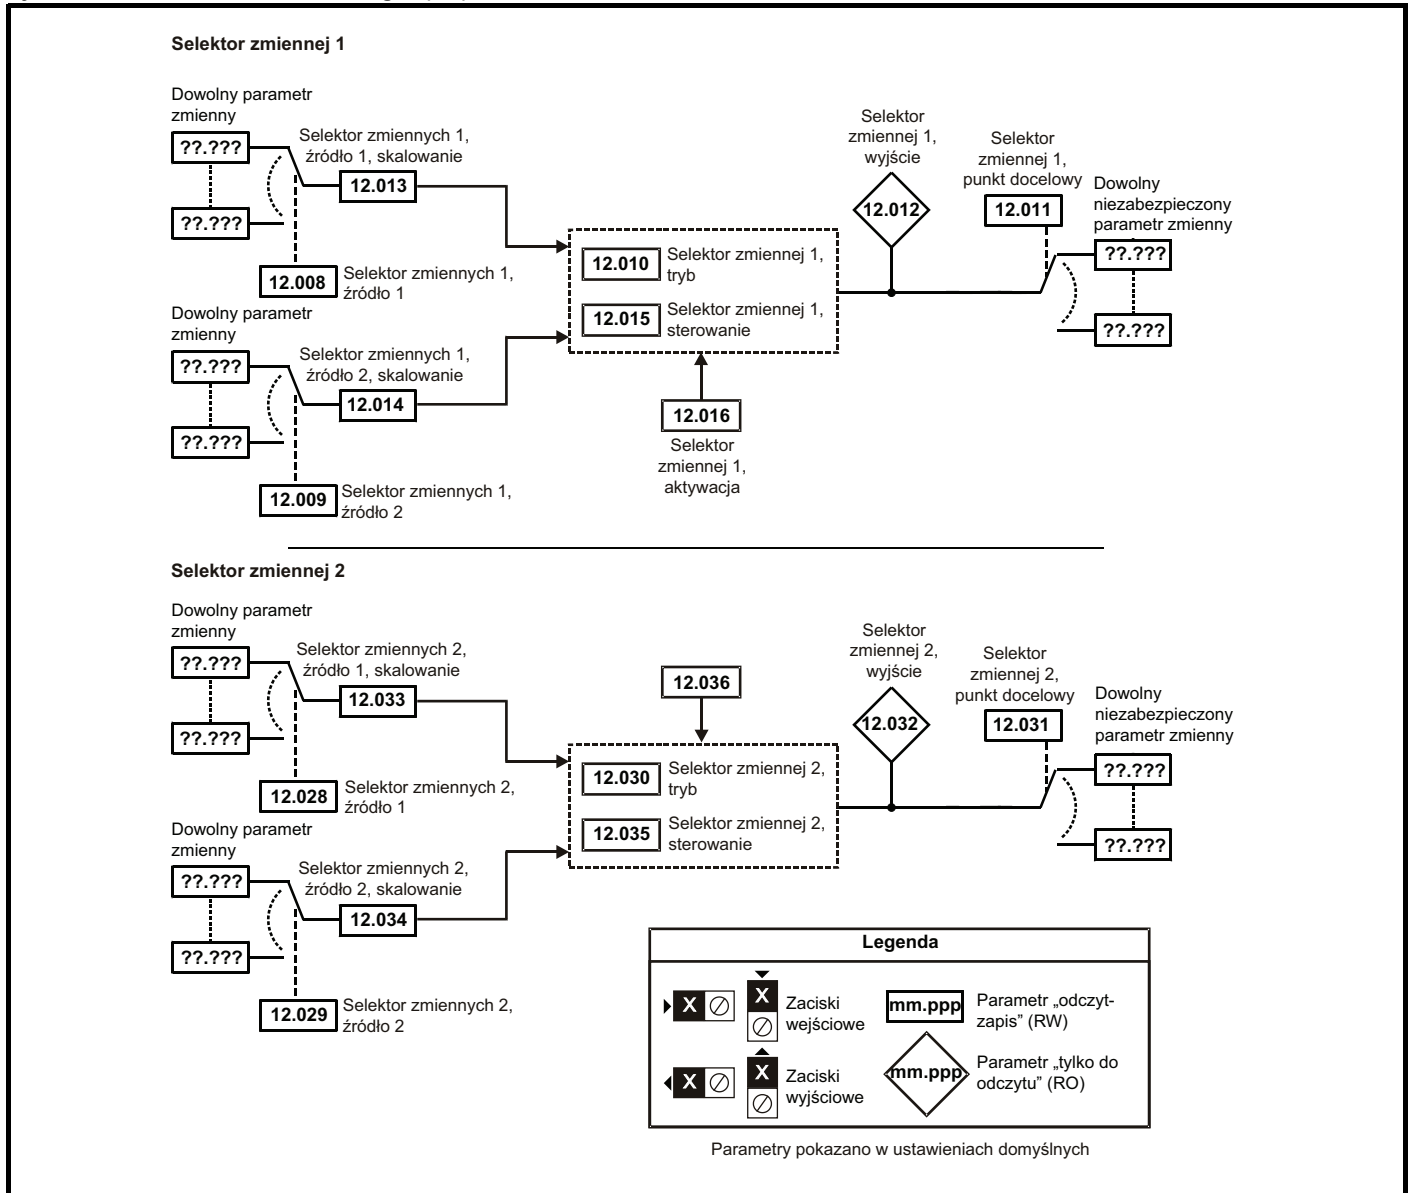 Selektor zmiennej 1
Dowolny parametr
zmienny
??.???
??.???
Selektor zmiennych 1,
źródło 1, skalowanie
12.013
12.008
Selektor zmiennych 1,
źródło 1
Dowolny parametr
zmienny
??.???
??.???
Selektor zmiennych 1,
źródło 2, skalowanie
12.014
12.009
Selektor zmiennych 1,
źródło 2
12.010
Selektor zmiennej 1,
tryb
12.015
Selektor zmiennej 1,
sterowanie
12.016
Selektor
zmiennej 1,
aktywacja
Selektor
zmiennej 1,
wyjście
12.012
Selektor
zmiennej 1,
punkt docelowy
12.011
Dowolny
niezabezpieczony
parametr zmienny
??.???
??.???
Selektor zmiennej 2
Dowolny parametr
zmienny
??.???
??.???
Selektor zmiennych 2,
źródło 1, skalowanie
12.033
12.028
Selektor zmiennych 2,
źródło 1
Dowolny parametr
zmienny
??.???
??.???
Selektor zmiennych 2,
źródło 2, skalowanie
12.034
12.029
Selektor zmiennych 2,
źródło 2
12.036
12.030
Selektor zmiennej 2,
tryb
12.035
Selektor zmiennej 2,
sterowanie
Selektor
zmiennej 2,
wyjście
12.032
Selektor
zmiennej 2,
punkt docelowy
12.031
Dowolny
niezabezpieczony
parametr zmienny
??.???
??.???
Legenda
X
X
Zaciski
wejściowe
mm.ppp
Parametr „odczyt-
zapis” (RW)
X
X
Zaciski
wyjściowe
mm.ppp
Parametr „tylko do
odczytu” (RO)
Parametry pokazano w ustawieniach domyślnych